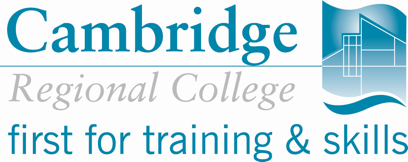 Cambridge
Regional College
first for training & skills